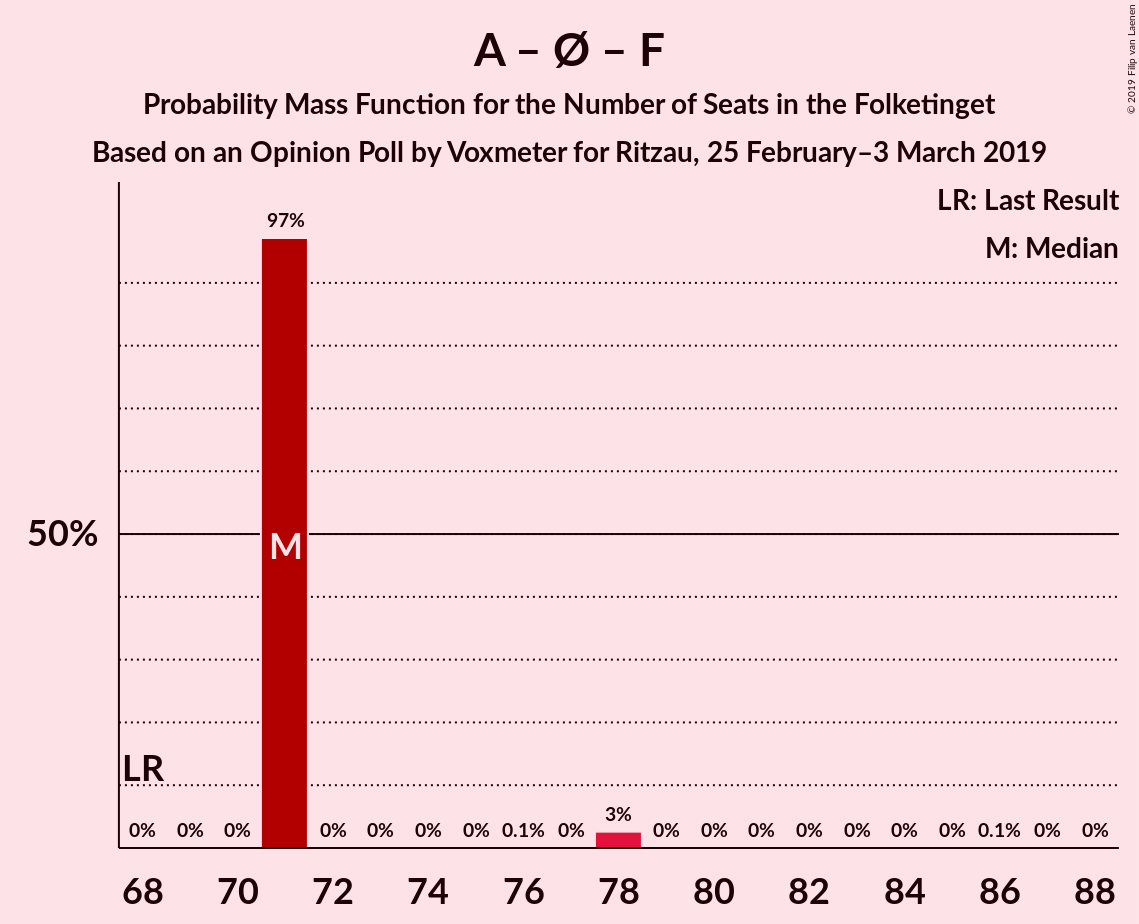 A – Ø – F
Probability Mass Function for the Number of Seats in the Folketinget
Based on an Opinion Poll by Voxmeter for Ritzau, 25 February–3 March 2019
© 2019 Filip van Laenen
LR: Last Result
M: Median
97%
50%
M
LR
0% 0% 0% 0% 0% 0% 0% 0.1% 0% 3% 0% 0% 0% 0% 0% 0% 0% 0.1% 0% 0%
68 70 72 74 76 78 80 82 84 86 88